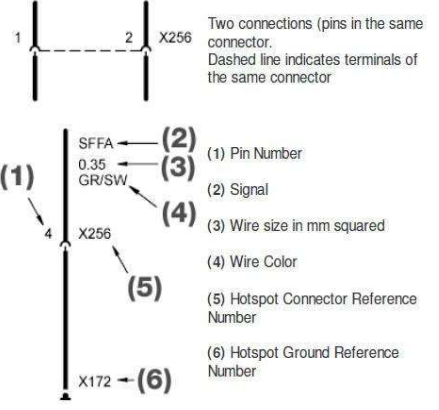 1
2
X256
Two connections (pins in the same
connector.
Dashed line indicates terminals of
the same connector
SFFA
(2)
0.35
(3)
GR/SW
(4)
(1)
4
X256
(5)
X172
(6)
(1) Pin Number
(2) Signal
(3) Wire size in mm squared
(4) Wire Color
(5) Hotspot Connector Reference
Number
(6) Hotspot Ground Reference
Number